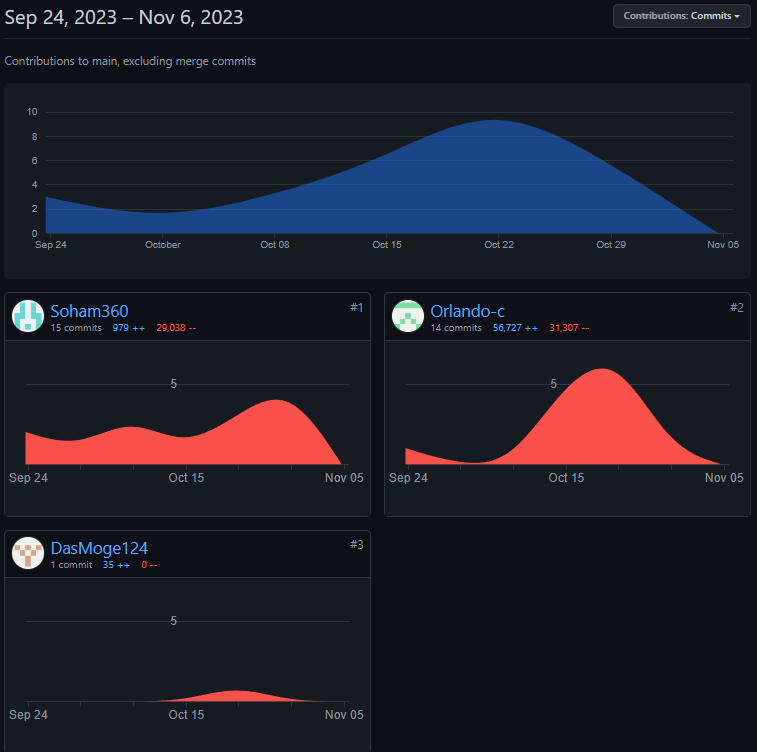 Sep 24, 2023 – Nov 6, 2023
Contributions: Commits
Contributions to main, excluding merge commits
10
8
6
4
2
0
Sep 24 October Oct 08 Oct 15 Oct 22 Oct 29 Nov 05
Soham360 #1
15 commits 979 ++ 29,038 --
5
Sep 24 Oct 15 Nov 05
Orlando-c #2
14 commits 56,727 ++ 31,307 --
5
Sep 24 Oct 15 Nov 05
DasMoge124 #3
1 commit 35 ++ 0 --
5
Sep 24 Oct 15 Nov 05